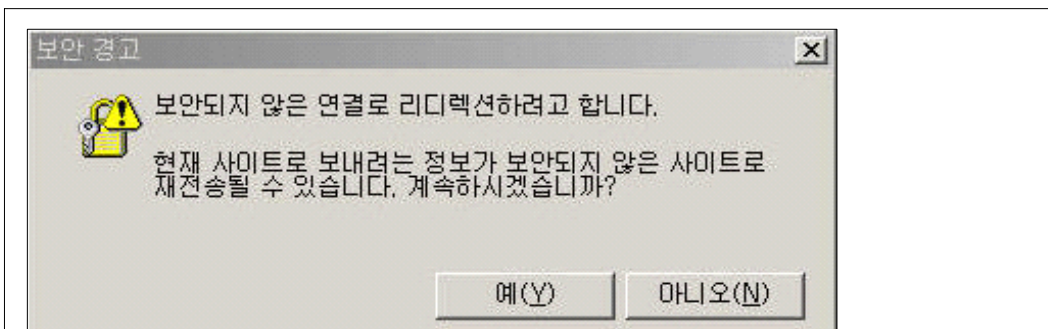 보안 경고
보안되지 않은 연결로 리디렉션하려고 합니다.
현재 사이트로 보내려는 정보가 보안되지 않은 사이트로
재전송될 수 있습니다. 계속하시겠습니까?
예(Y)
아니오(N)